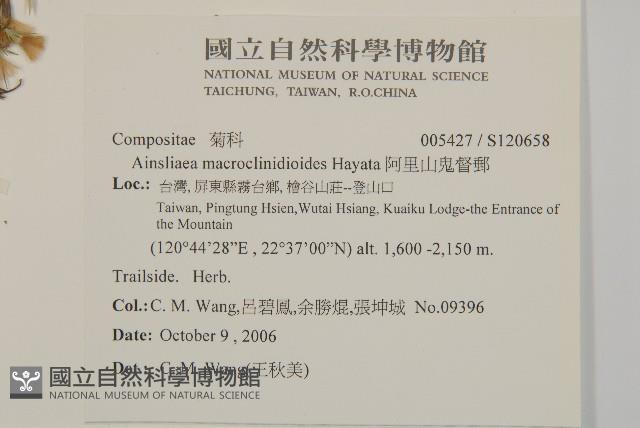 國立自然科學博物館
NATIONAL MUSEUM OF NATURAL SCIENCE
TAICHUNG, TAIWAN, R.O.CHINA
Compositae 菊科 005427 / S120658
Ainsliaea macroclinidioides Hayata 阿里山鬼督郵
Loc.: 台灣, 屏東縣霧台鄉, 檜谷山莊--登山口
Taiwan, Pingtung Hsien,Wutai Hsiang, Kuaiku Lodge-the Entrance of
the Mountain
(120°44’28”E , 22°37’00”N) alt. 1,600 -2,150 m.
Trailside. Herb.
Col.: C. M. Wang,呂碧鳳,余勝焜,張坤城 No.09396
Date: October 9 , 2006
Det.: C. M. Wang(王秋美)
國立自然科學博物館
NATIONAL MUSEUM OF NATURAL SCIENCE